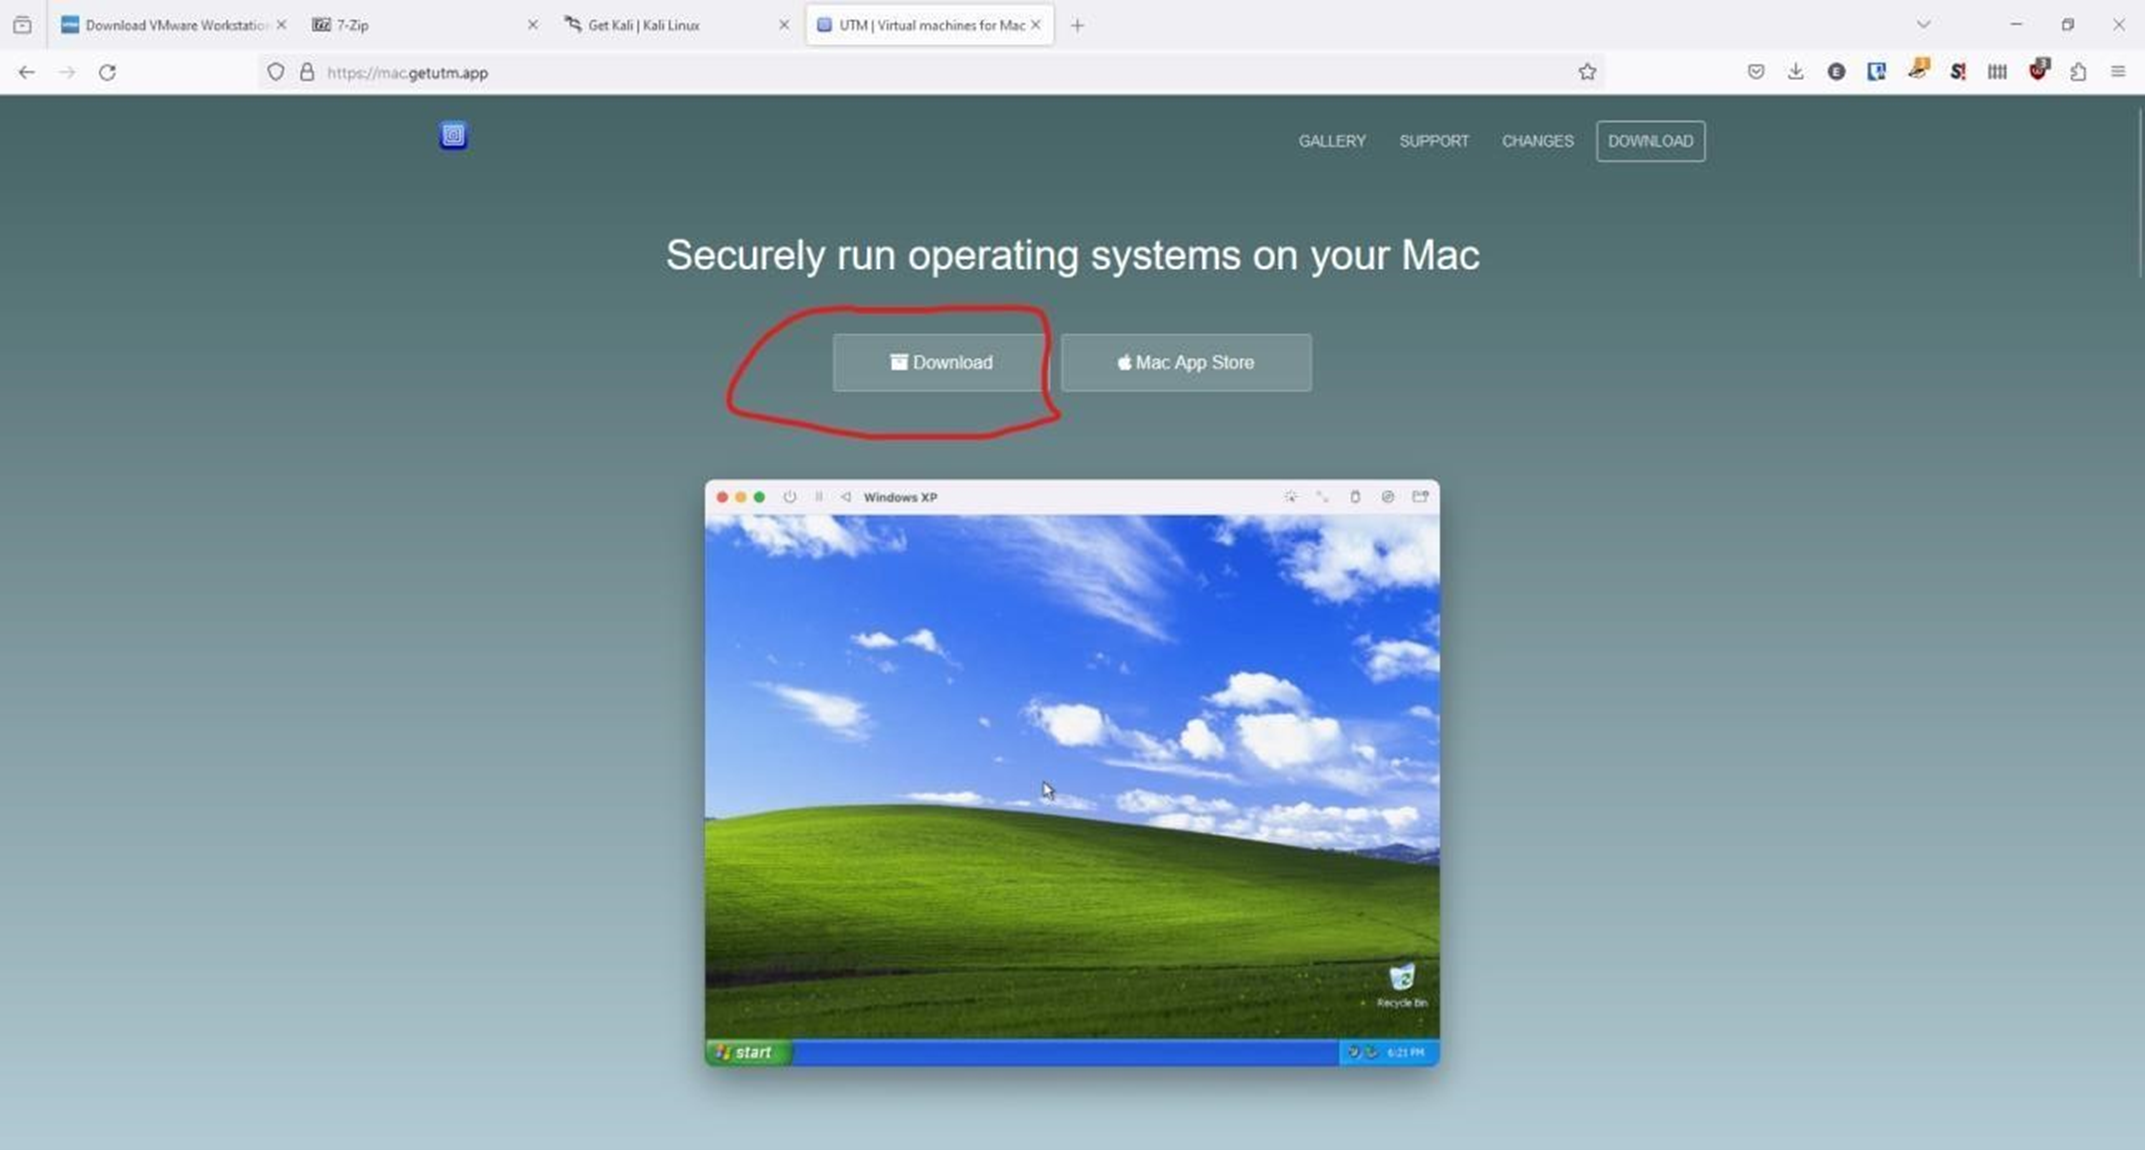 Download VMware Workstatio
7-Zip
Get Kali | Kali Linux
UTM | Virtual machines for Mac
https://mac.getutm.app
GALLERY
SUPPORT
CHANGES
DOWNLOAD
Securely run operating systems on your Mac
Download
Mac App Store
Windows XP
Recycle Bin
start
6:21 PM